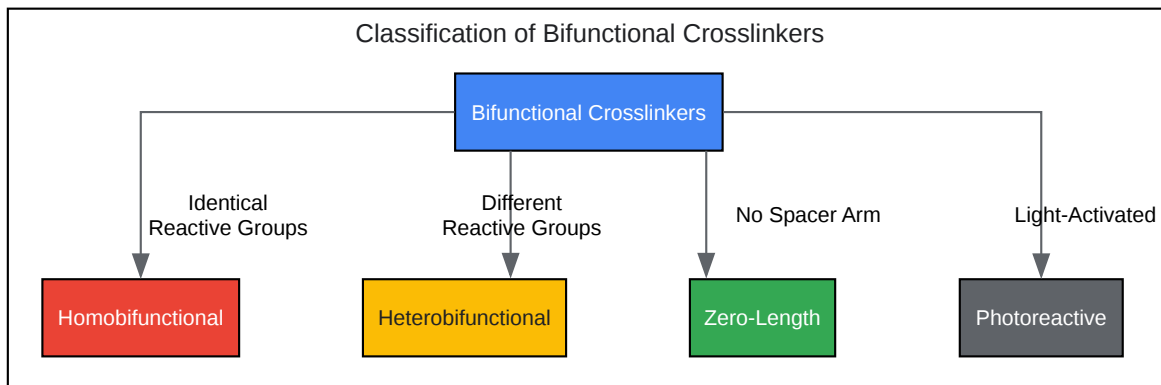 Classification of Bifunctional Crosslinkers
Bifunctional Crosslinkers
Identical
Reactive Groups
Different
Reactive Groups
No Spacer Arm
Light-Activated
Homobifunctional
Heterobifunctional
Zero-Length
Photoreactive